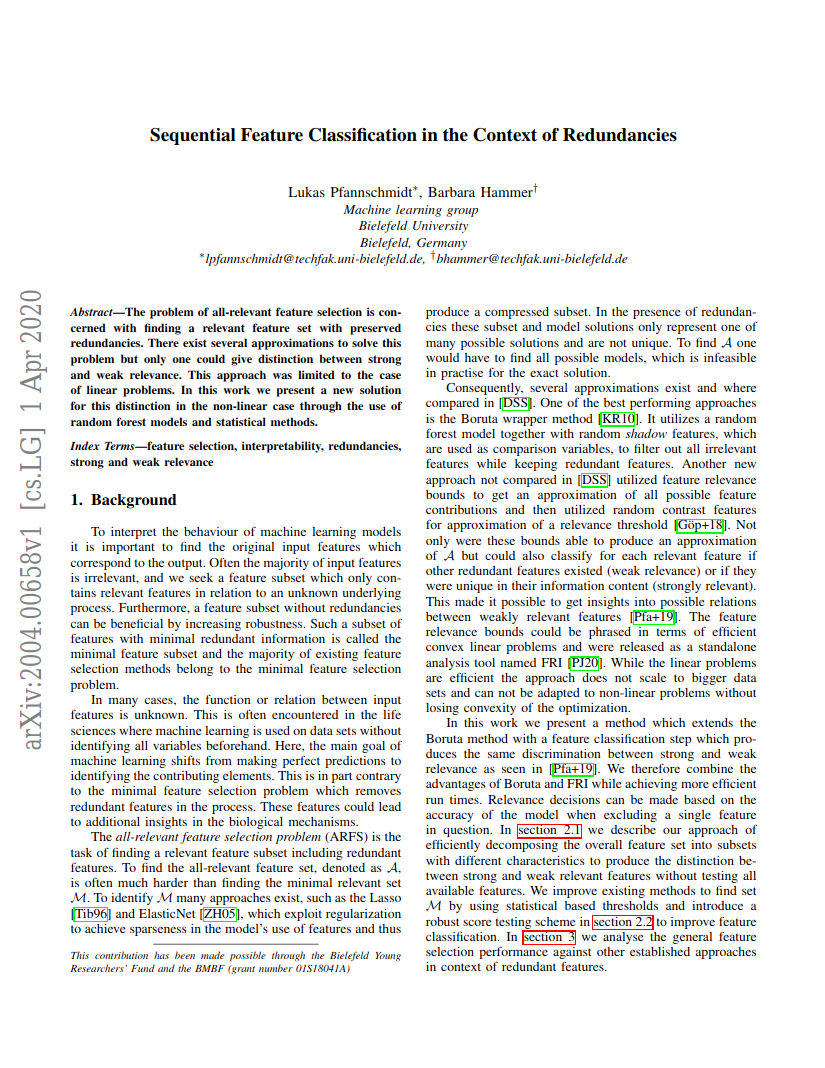 Sequential Feature Classification in the Context of Redundancies
Lukas Pfannschmidt*, Barbara Hammer†
Machine learning group
Bielefeld University
Bielefeld, Germany
*lpfannschmidt@techfak.uni-bielefeld.de, †bhammer@techfak.uni-bielefeld.de
arXiv:2004.00658v1 [cs.LG] 1 Apr 2020
Abstract—The problem of all-relevant feature selection is con-
cerned with finding a relevant feature set with preserved
redundancies. There exist several approximations to solve this
problem but only one could give distinction between strong
and weak relevance. This approach was limited to the case
of linear problems. In this work we present a new solution
for this distinction in the non-linear case through the use of
random forest models and statistical methods.
Index Terms—feature selection, interpretability, redundancies,
strong and weak relevance
1. Background
To interpret the behaviour of machine learning models
it is important to find the original input features which
correspond to the output. Often the majority of input features
is irrelevant, and we seek a feature subset which only con-
tains relevant features in relation to an unknown underlying
process. Furthermore, a feature subset without redundancies
can be beneficial by increasing robustness. Such a subset of
features with minimal redundant information is called the
minimal feature subset and the majority of existing feature
selection methods belong to the minimal feature selection
problem.
In many cases, the function or relation between input
features is unknown. This is often encountered in the life
sciences where machine learning is used on data sets without
identifying all variables beforehand. Here, the main goal of
machine learning shifts from making perfect predictions to
identifying the contributing elements. This is in part contrary
to the minimal feature selection problem which removes
redundant features in the process. These features could lead
to additional insights in the biological mechanisms.
The all-relevant feature selection problem (ARFS) is the
task of finding a relevant feature subset including redundant
features. To find the all-relevant feature set, denoted as 𝒜,
is often much harder than finding the minimal relevant set
ℳ. To identify ℳ many approaches exist, such as the Lasso
[Tib96] and ElasticNet [ZH05], which exploit regularization
to achieve sparseness in the model's use of features and thus
This contribution has been made possible through the Bielefeld Young
Researchers' Fund and the BMBF (grant number 01S18041A)
produce a compressed subset. In the presence of redundan-
cies these subset and model solutions only represent one of
many possible solutions and are not unique. To find 𝒜 one
would have to find all possible models, which is infeasible
in practise for the exact solution.
Consequently, several approximations exist and where
compared in [DSS]. One of the best performing approaches
is the Boruta wrapper method [KR10]. It utilizes a random
forest model together with random shadow features, which
are used as comparison variables, to filter out all irrelevant
features while keeping redundant features. Another new
approach not compared in [DSS] utilized feature relevance
bounds to get an approximation of all possible feature
contributions and then utilized random contrast features
for approximation of a relevance threshold [Göp+18]. Not
only were these bounds able to produce an approximation
of 𝒜 but could also classify for each relevant feature if
other redundant features existed (weak relevance) or if they
were unique in their information content (strongly relevant).
This made it possible to get insights into possible relations
between weakly relevant features [Pfa+19]. The feature
relevance bounds could be phrased in terms of efficient
convex linear problems and were released as a standalone
analysis tool named FRI [PJ20]. While the linear problems
are efficient the approach does not scale to bigger data
sets and can not be adapted to non-linear problems without
losing convexity of the optimization.
In this work we present a method which extends the
Boruta method with a feature classification step which pro-
duces the same discrimination between strong and weak
relevance as seen in [Pfa+19]. We therefore combine the
advantages of Boruta and FRI while achieving more efficient
run times. Relevance decisions can be made based on the
accuracy of the model when excluding a single feature
in question. In section 2.1 we describe our approach of
efficiently decomposing the overall feature set into subsets
with different characteristics to produce the distinction be-
tween strong and weak relevant features without testing all
available features. We improve existing methods to find set
ℳ by using statistical based thresholds and introduce a
robust score testing scheme in section 2.2 to improve feature
classification. In section 3 we analyse the general feature
selection performance against other established approaches
in context of redundant features.